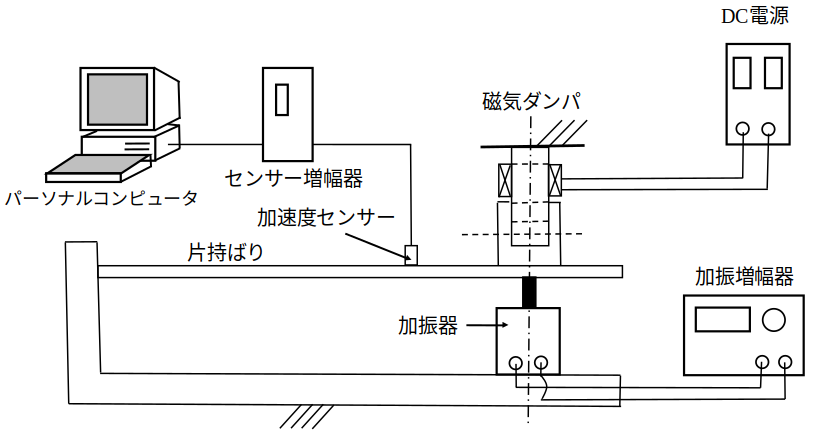 DC電源
磁気ダンパ
センサー増幅器
パーソナルコンピュータ
加速度センサー
片持ばり
加振増幅器
加振器